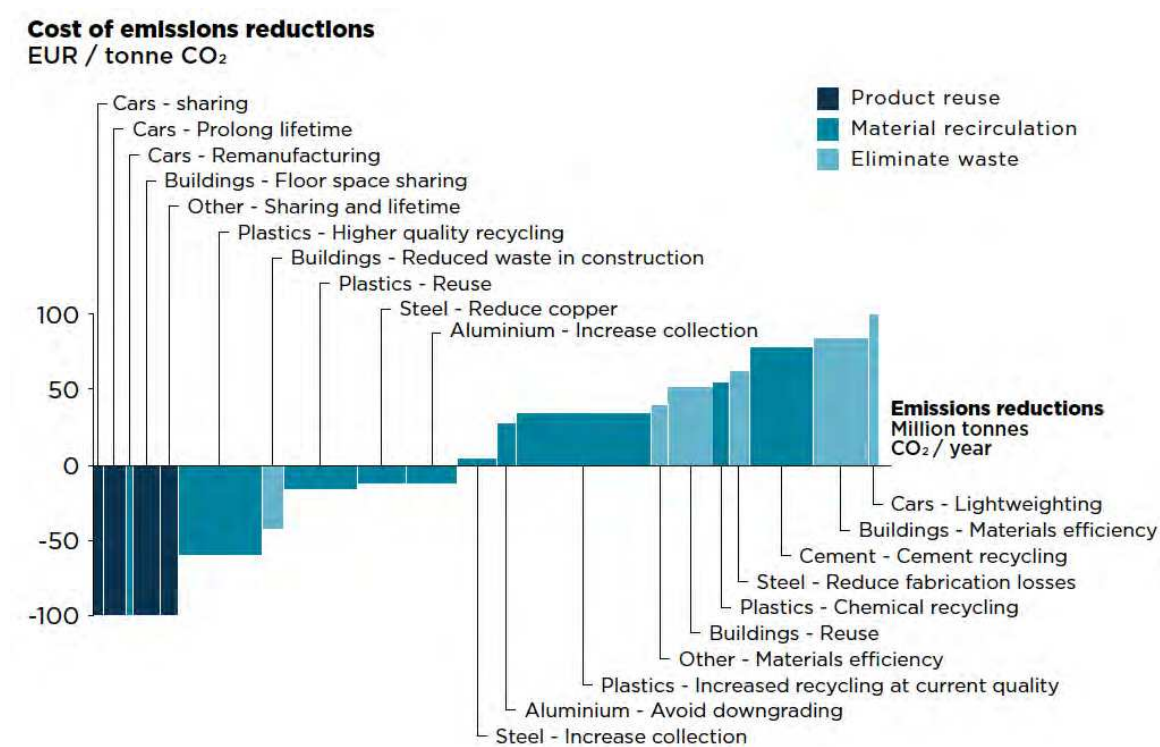 Cost of emissions reductions
EUR / tonne CO₂
Cars - sharing
Cars - Prolong lifetime
Cars - Remanufacturing
Buildings - Floor space sharing
Other - Sharing and lifetime
Plastics - Higher quality recycling
Buildings - Reduced waste in construction
Plastics - Reuse
Steel - Reduce copper
Aluminium - Increase collection
Product reuse
Material recirculation
Eliminate waste
100
50
0
-50
-100
Emissions reductions
Million tonnes
CO₂ / year
Cars - Lightweighting
Buildings - Materials efficiency
Cement - Cement recycling
Steel - Reduce fabrication losses
Plastics - Chemical recycling
Buildings - Reuse
Other - Materials efficiency
Plastics - Increased recycling at current quality
Aluminium - Avoid downgrading
Steel - Increase collection